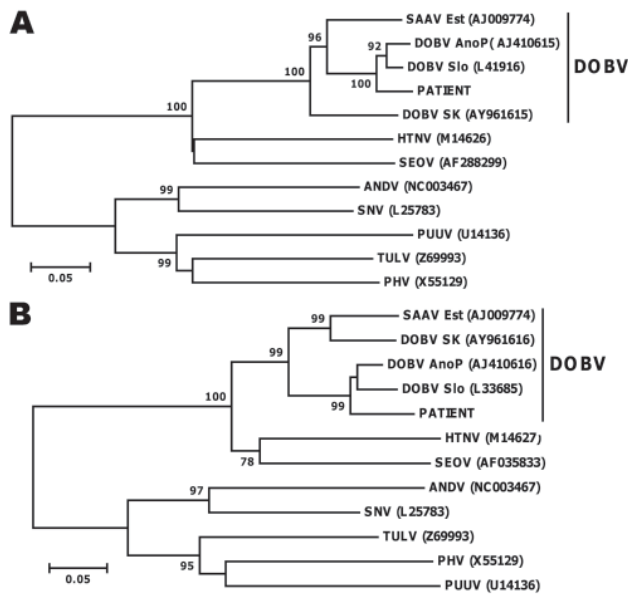 A
SAAV Est (AJ009774)
96
92
DOBV AnoP( AJ410615)
DOBV
100
DOBV Slo (L41916)
100
PATIENT
100
DOBV SK (AY961615)
HTNV (M14626)
SEOV (AF288299)
99
ANDV (NC003467)
SNV (L25783)
PUUV (U14136)
99
TULV (Z69993)
0.05
PHV (X55129)
B
SAAV Est (AJ009774)
99
DOBV SK (AY961616)
99
DOBV AnoP (AJ410616)
DOBV
DOBV Slo (L33685)
100
99
PATIENT
HTNV (M14627)
78
SEOV (AF035833)
97
ANDV (NC003467)
SNV (L25783)
TULV (Z69993)
95
PHV (X55129)
0.05
PUUV (U14136)